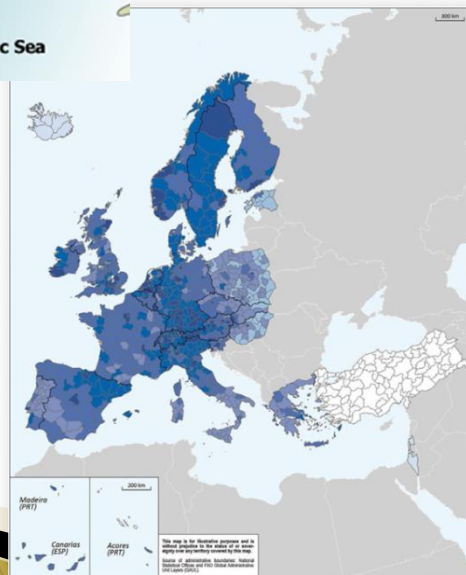 c Sea
300 km
200 km
Madeira
(PRT)
Canarias
(ESP)
Acores
(PRT)
This map is for illustrative purposes and is
without prejudice to the status of or sover-
eignty over any territory covered by this map.
Source of administrative boundaries: National
Statistical Offices and FAO Global Administrative
Unit Layers (GAUL).